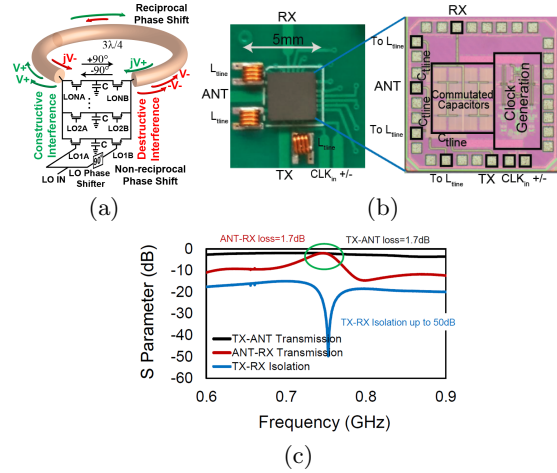 Reciprocal
Phase Shift
3λ/4
V+
V+
jV-
+90°
-90°
jV+
-V-
-V-
LONA
C
LONB
LO2A
C
LO2B
LO1A
C
LO1B
90°
LO IN
LO Phase
Shifter
Constructive
Interference
Destructive
Interference
Non-reciprocal
Phase Shift
(a)
RX
5mm
Ltline
ANT
Ltline
Ltline
TX
CLKin +/-
RX
To Ltline
ANT
To Ltline
Ctline
Ctline
Commutated
Capacitors
Clock
Generation
Ctline
To Ltline
TX
CLKin +/-
(b)
ANT-RX loss=1.7dB
TX-ANT loss=1.7dB
S Parameter (dB)
0
-10
-20
-30
-40
-50
-60
TX-RX Isolation up to 50dB
TX-ANT Transmission
ANT-RX Transmission
TX-RX Isolation
0.6
0.7
0.8
0.9
Frequency (GHz)
(c)